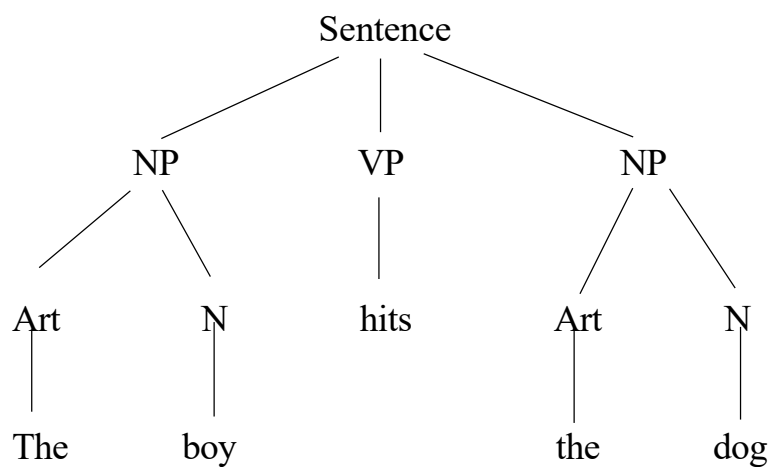 Sentence
NP VP NP
Art N hits Art N
The boy the dog